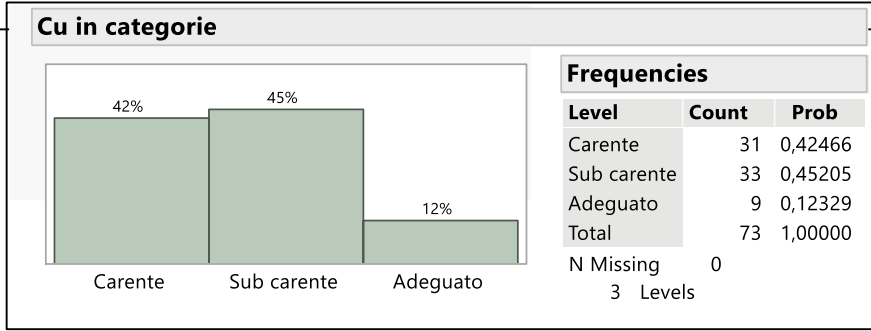 Cu in categorie
42%
45%
12%
Carente Sub carente Adeguato
Frequencies
Level Count Prob
Carente 31 0,42466
Sub carente 33 0,45205
Adeguato 9 0,12329
Total 73 1,00000
N Missing 0
3 Levels